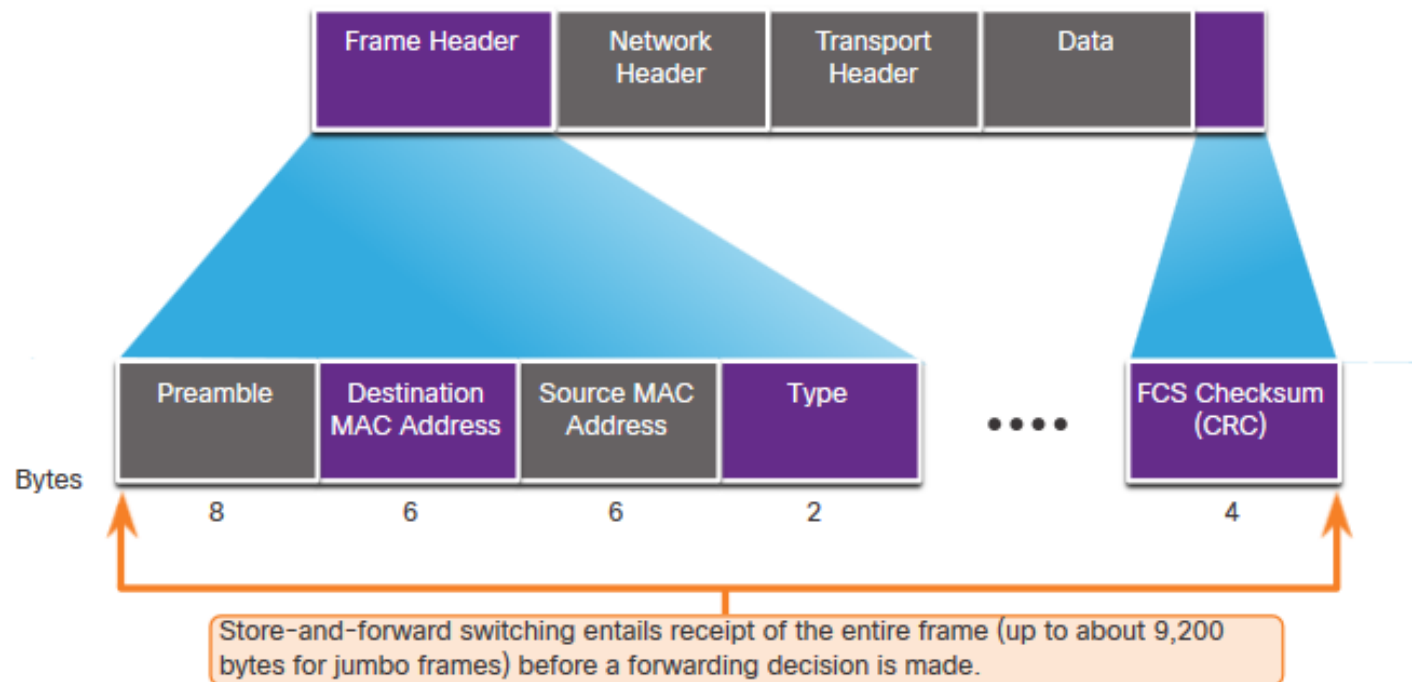 Frame Header
Network
Header
Transport
Header
Data
Preamble
Destination
MAC Address
Source MAC
Address
Type
FCS Checksum
(CRC)
Bytes
8
6
6
2
4
Store-and-forward switching entails receipt of the entire frame (up to about 9,200
bytes for jumbo frames) before a forwarding decision is made.